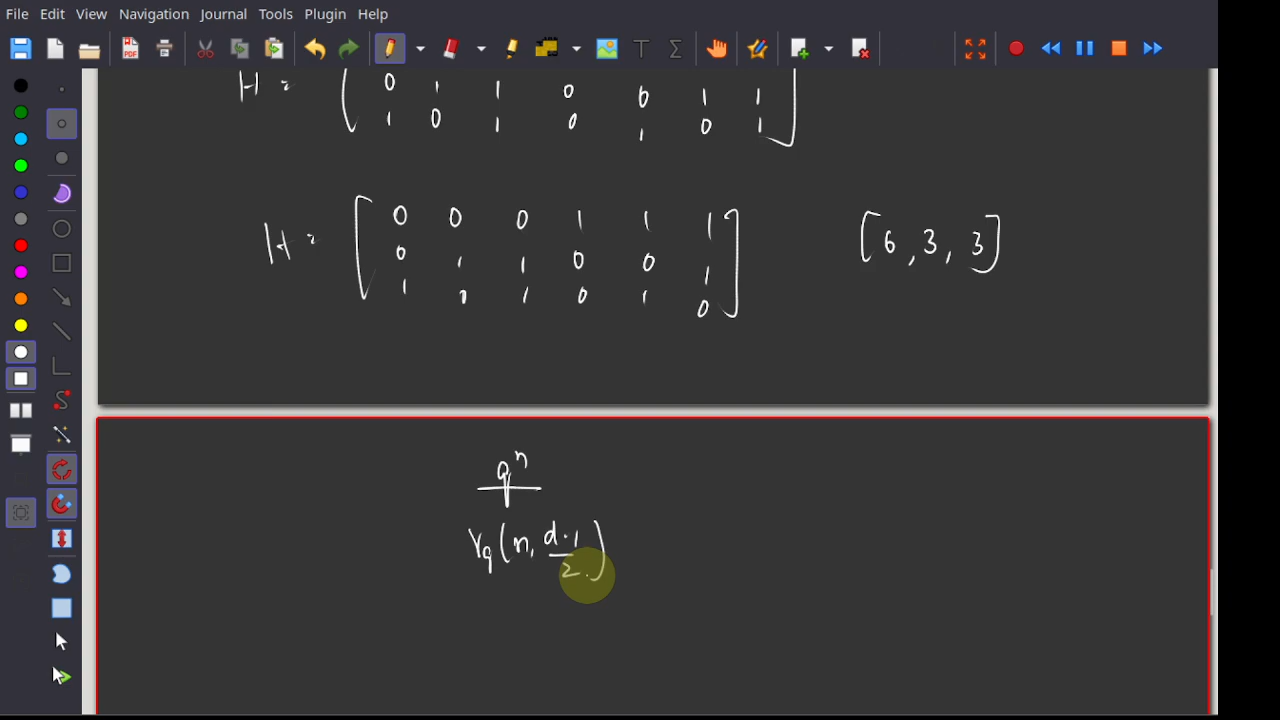 File Edit View Navigation Journal Tools Plugin Help
H = [ 0 1 1 0 0 1 1
1 0 1 0 1 0 1 ]
H = [ 0 0 0 1 1 1
0 1 1 0 0 1
1 0 1 0 1 0 ] [6, 3, 3]
q^n
V_q(n, d-1
2)